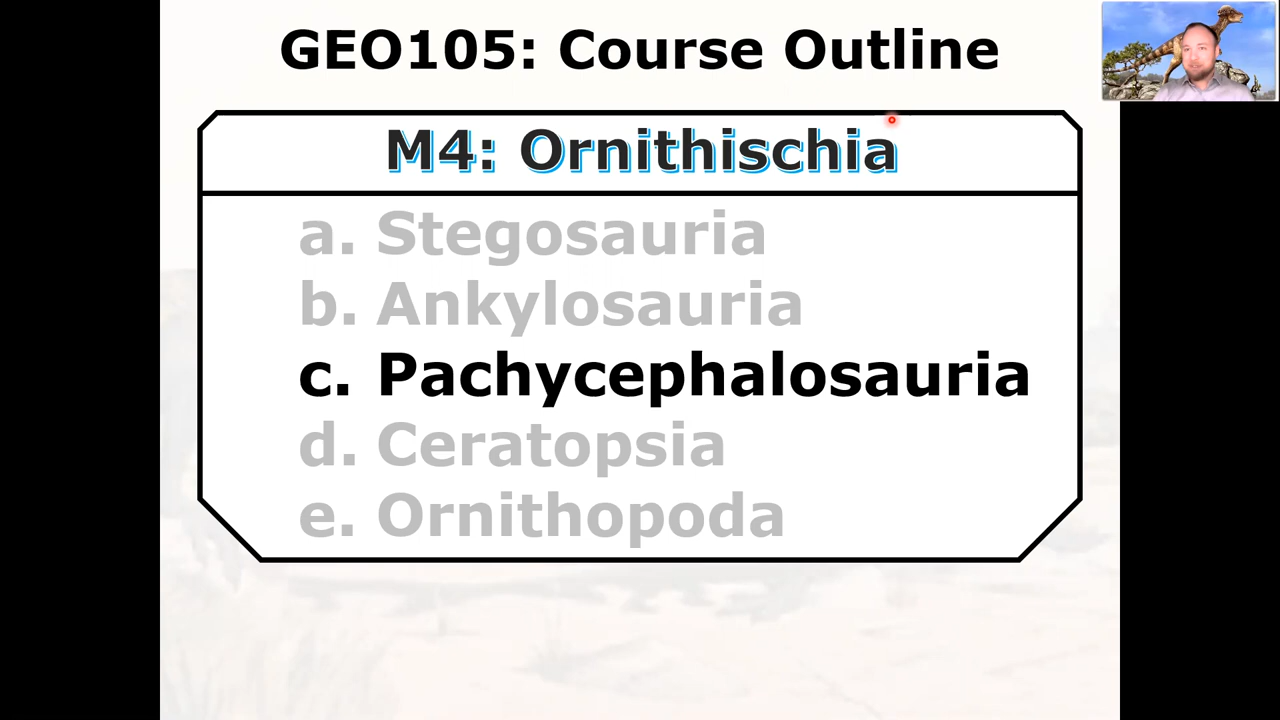 GEO105: Course Outline
M4: Ornithischia
a. Stegosauria
b. Ankylosauria
c. Pachycephalosauria
d. Ceratopsia
e. Ornithopoda